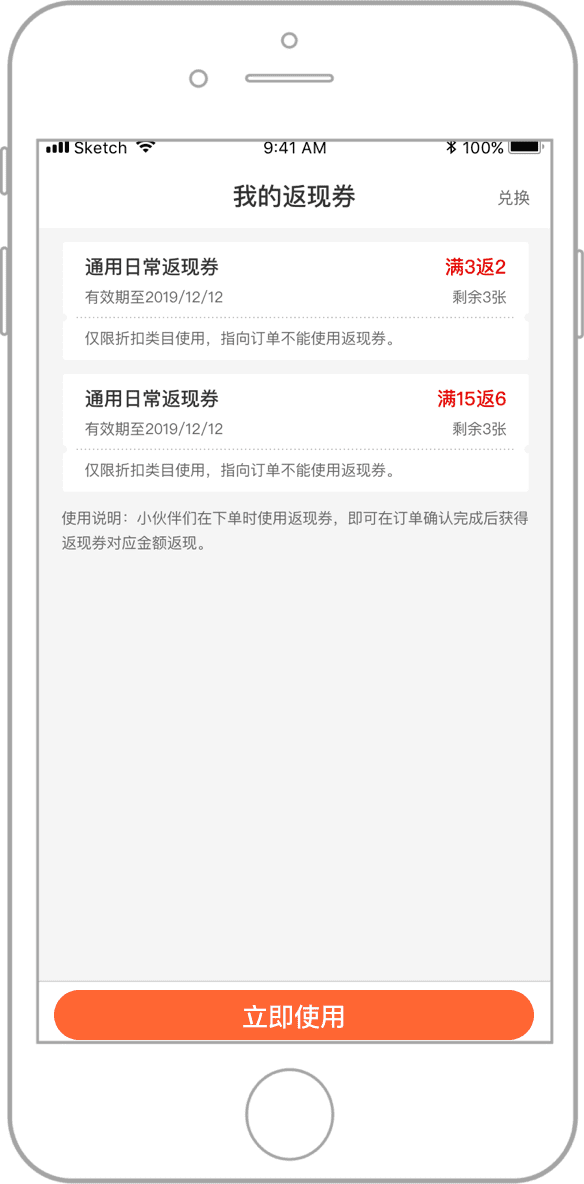 Sketch 9:41 AM 100%
我的返现券 兑换
通用日常返现券 满3返2
有效期至2019/12/12 剩余3张
仅限折扣类目使用，指向订单不能使用返现券。
通用日常返现券 满15返6
有效期至2019/12/12 剩余3张
仅限折扣类目使用，指向订单不能使用返现券。
使用说明：小伙伴们在下单时使用返现券，即可在订单确认完成后获得
返现券对应金额返现。
立即使用